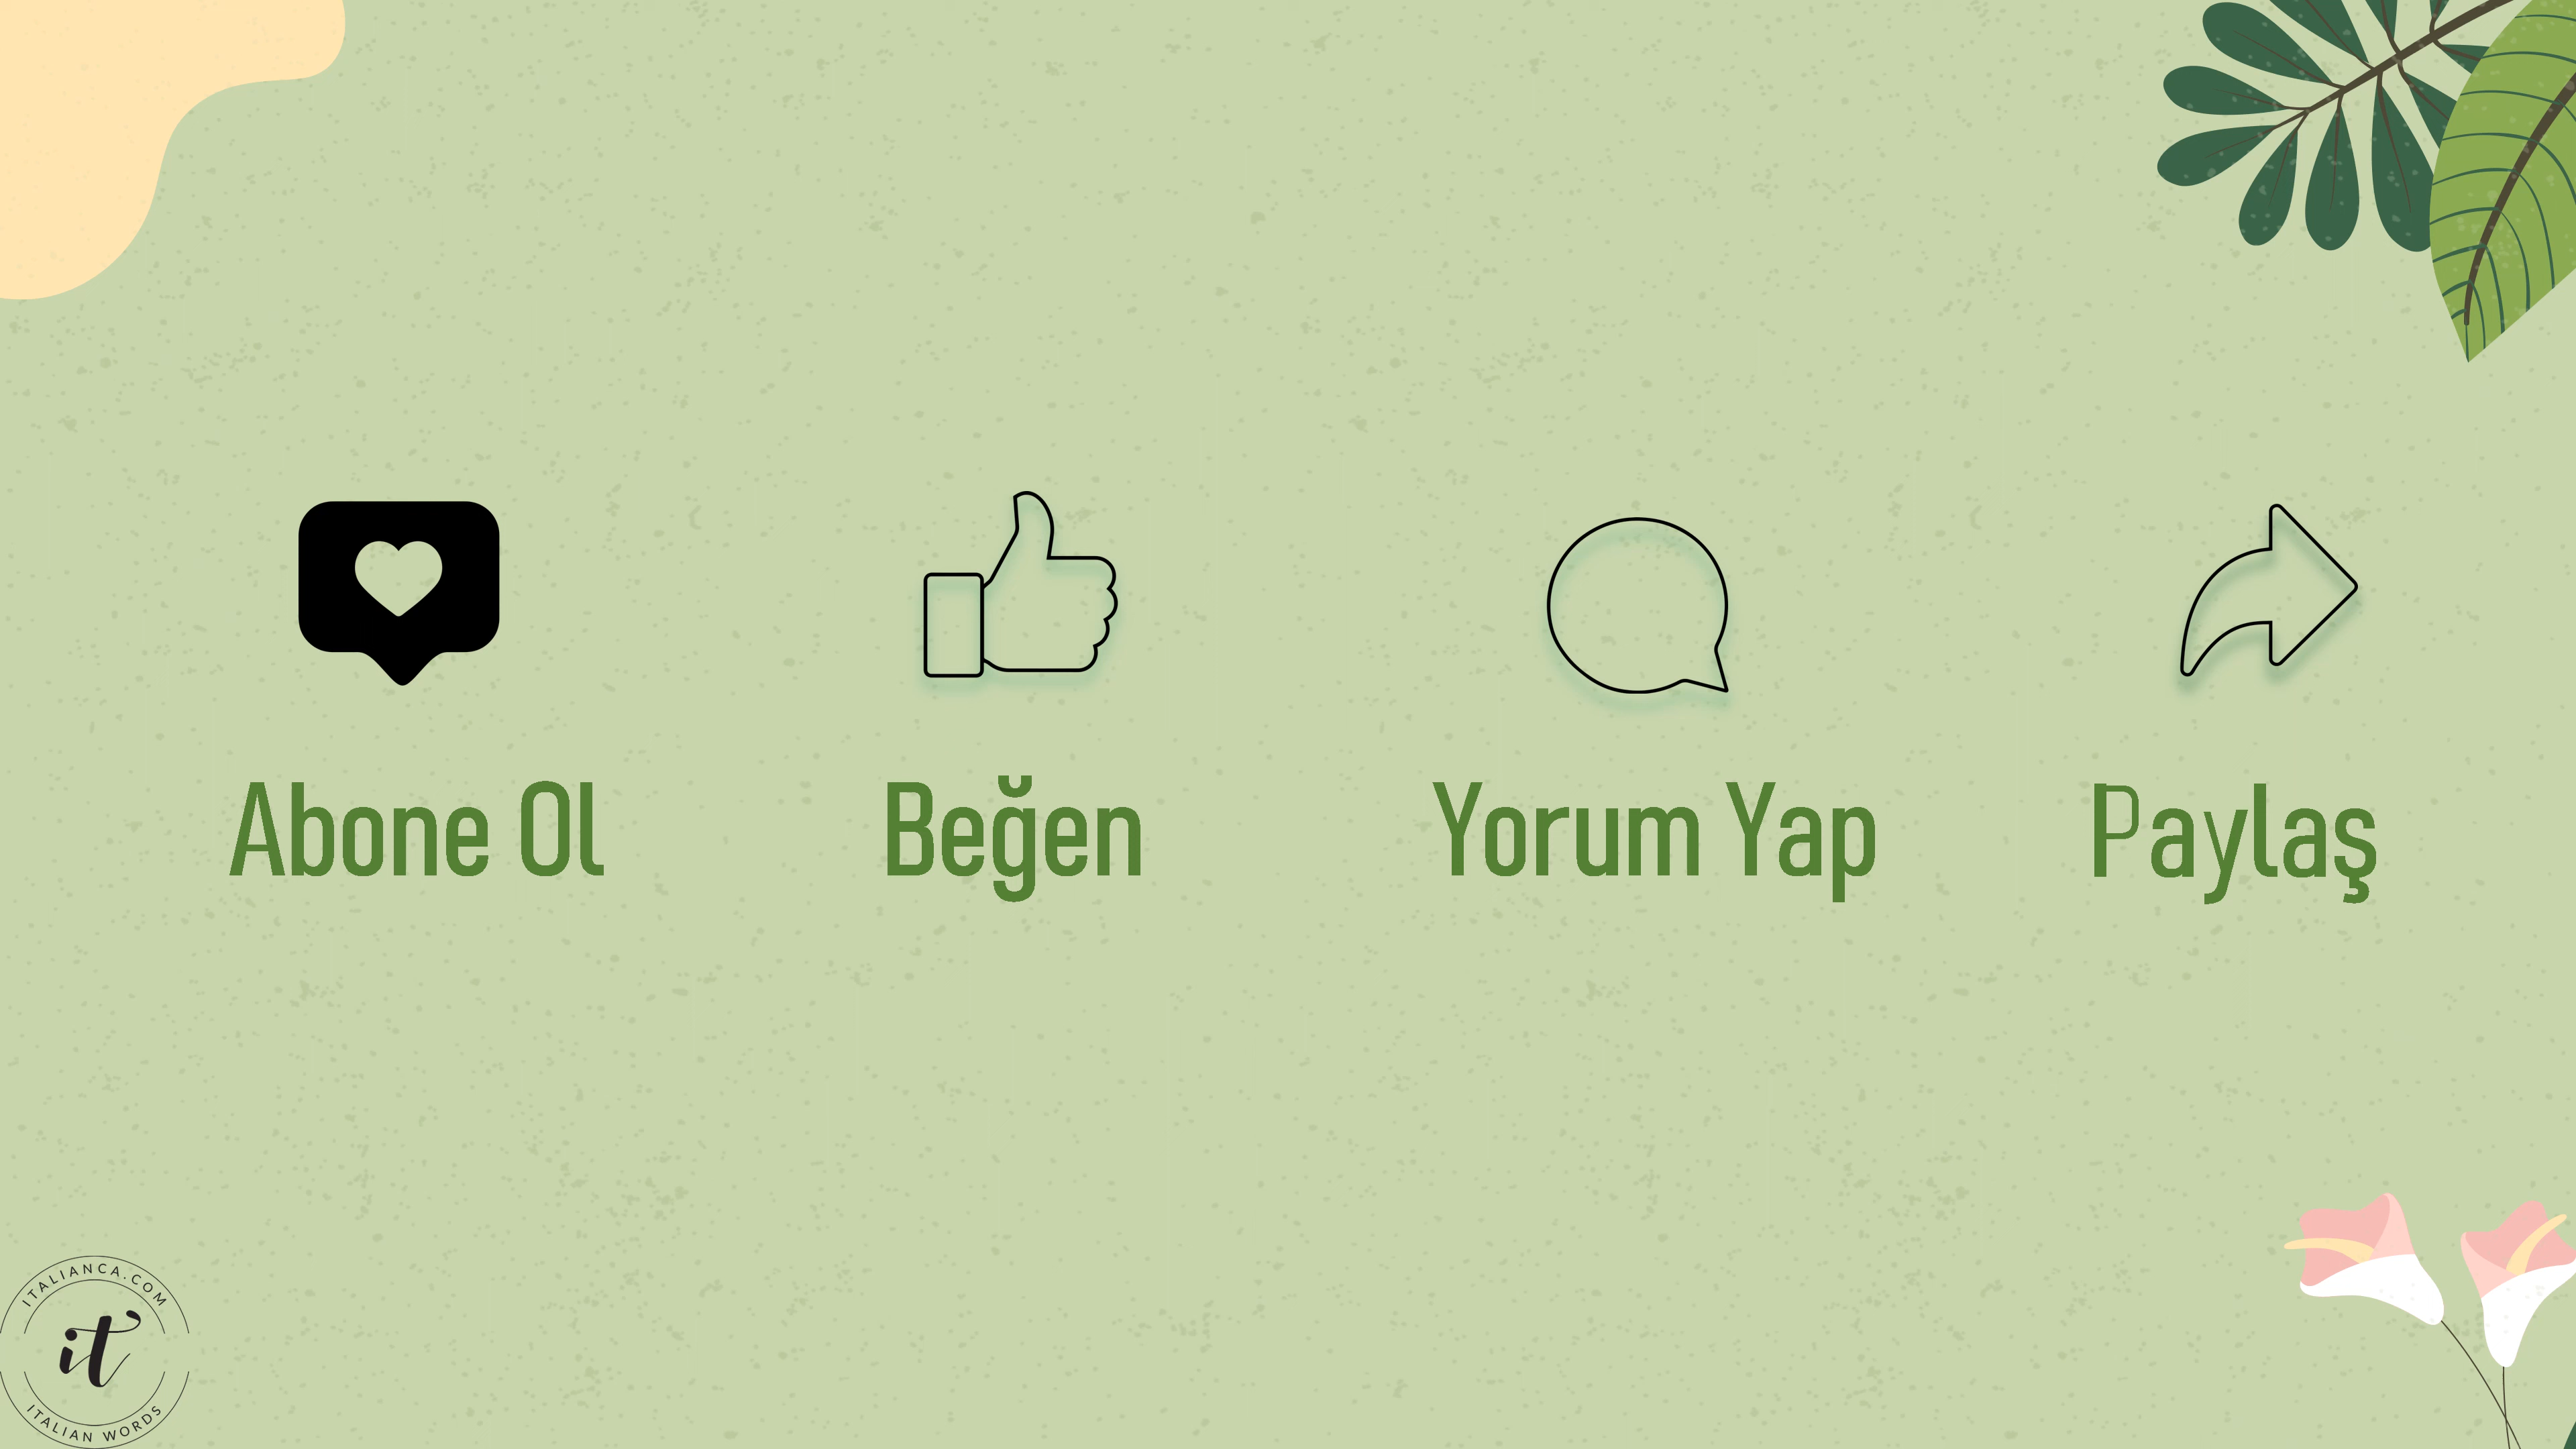 Abone Ol
Beğen
Yorum Yap
Paylaş
ITALIANCA.COM
it
ITALIAN WORDS